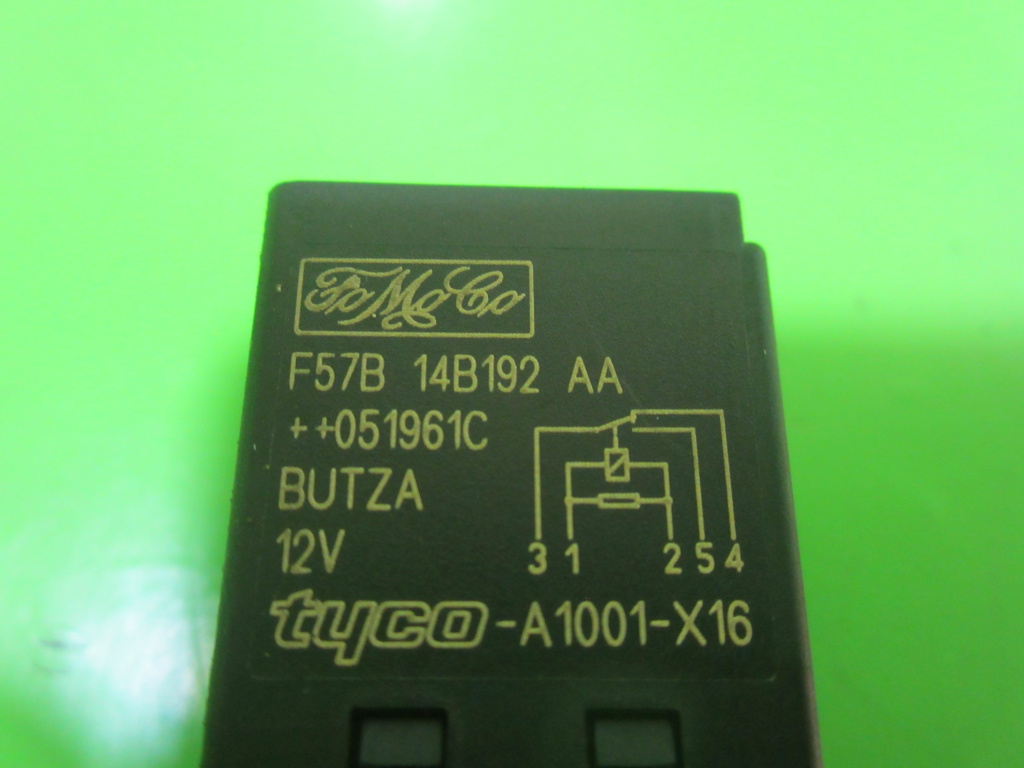 FoMoCo
F57B 14B192 AA
++051961C
BUTZA
12V
3 1 2 5 4
tyco -A1001-X16